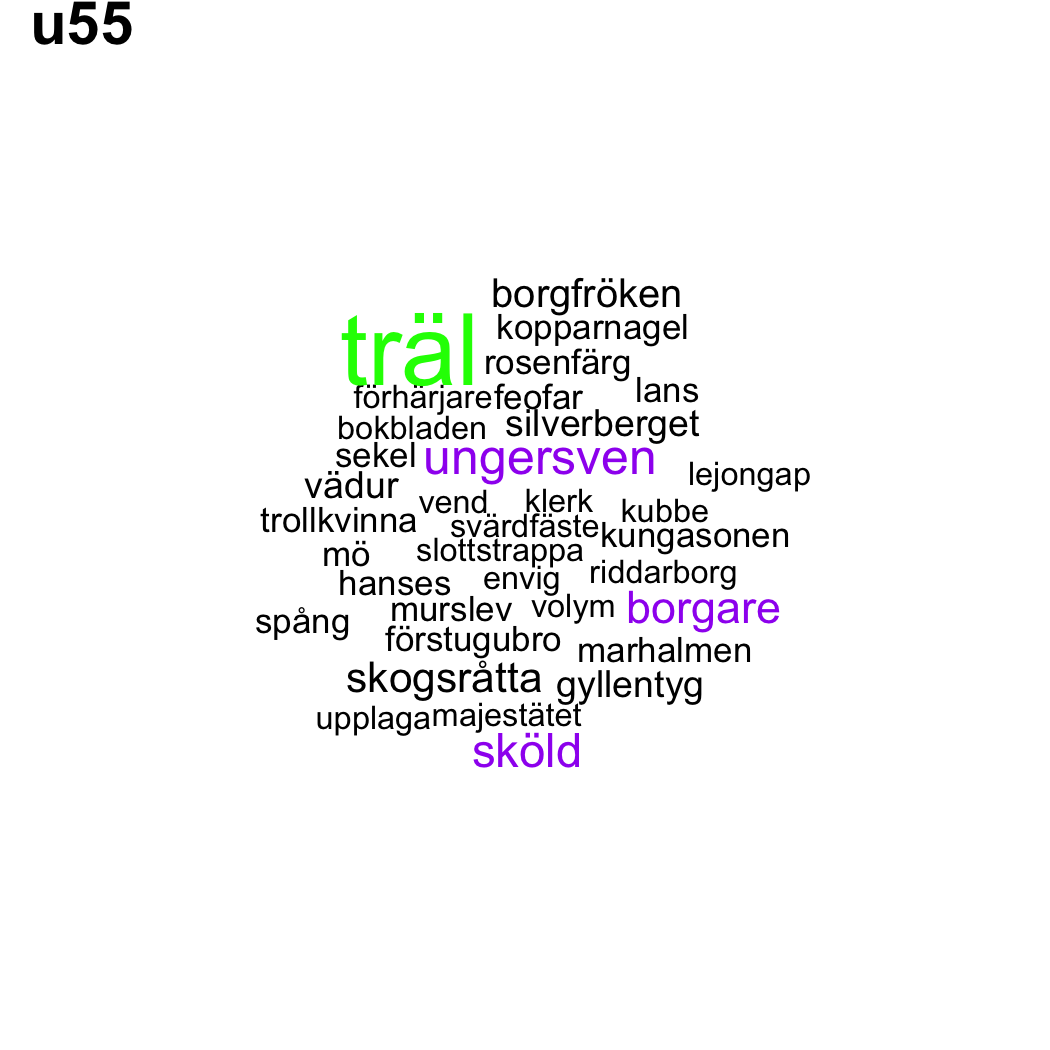 u55
borgfröken
träl kopparnagel
rosenfärg
förhärjare feofar lans
bokbladen silverberget
sekel ungersven lejongap
vädur vend klerk kubbe
trollkvinna svärdfäste kungasonen
mö slottstrappa
hanses envig riddarborg
spång murslev volym borgare
förstugubro marhalmen
skogsråtta gyllentyg
upplaga majestätet
sköld